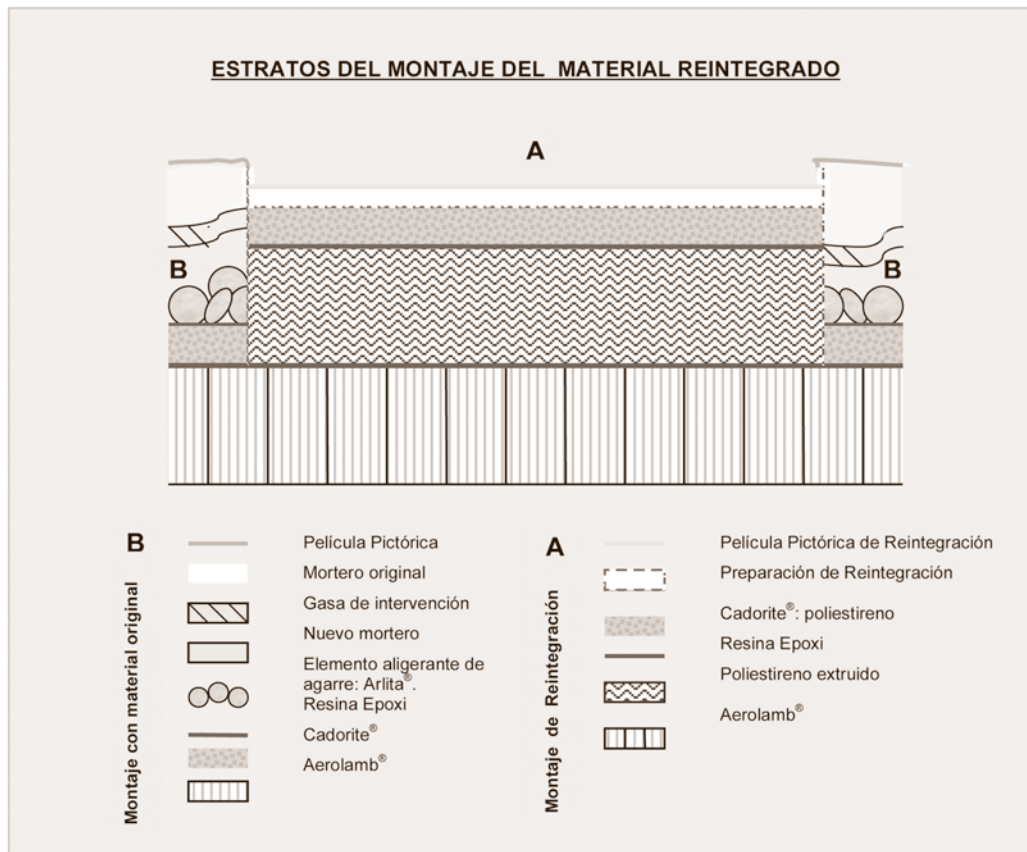 ESTRATOS DEL MONTAJE DEL MATERIAL REINTEGRADO
A
B
B
B
Montaje con material original
Película Pictórica
Mortero original
Gasa de intervención
Nuevo mortero
Elemento aligerante de
agarre: Arlita®.
Resina Epoxi
Cadorite®
Aerolamb®
A
Montaje de Reintegración
Película Pictórica de Reintegración
Preparación de Reintegración
Cadorite®: poliestireno
Resina Epoxi
Poliestireno extruido
Aerolamb®